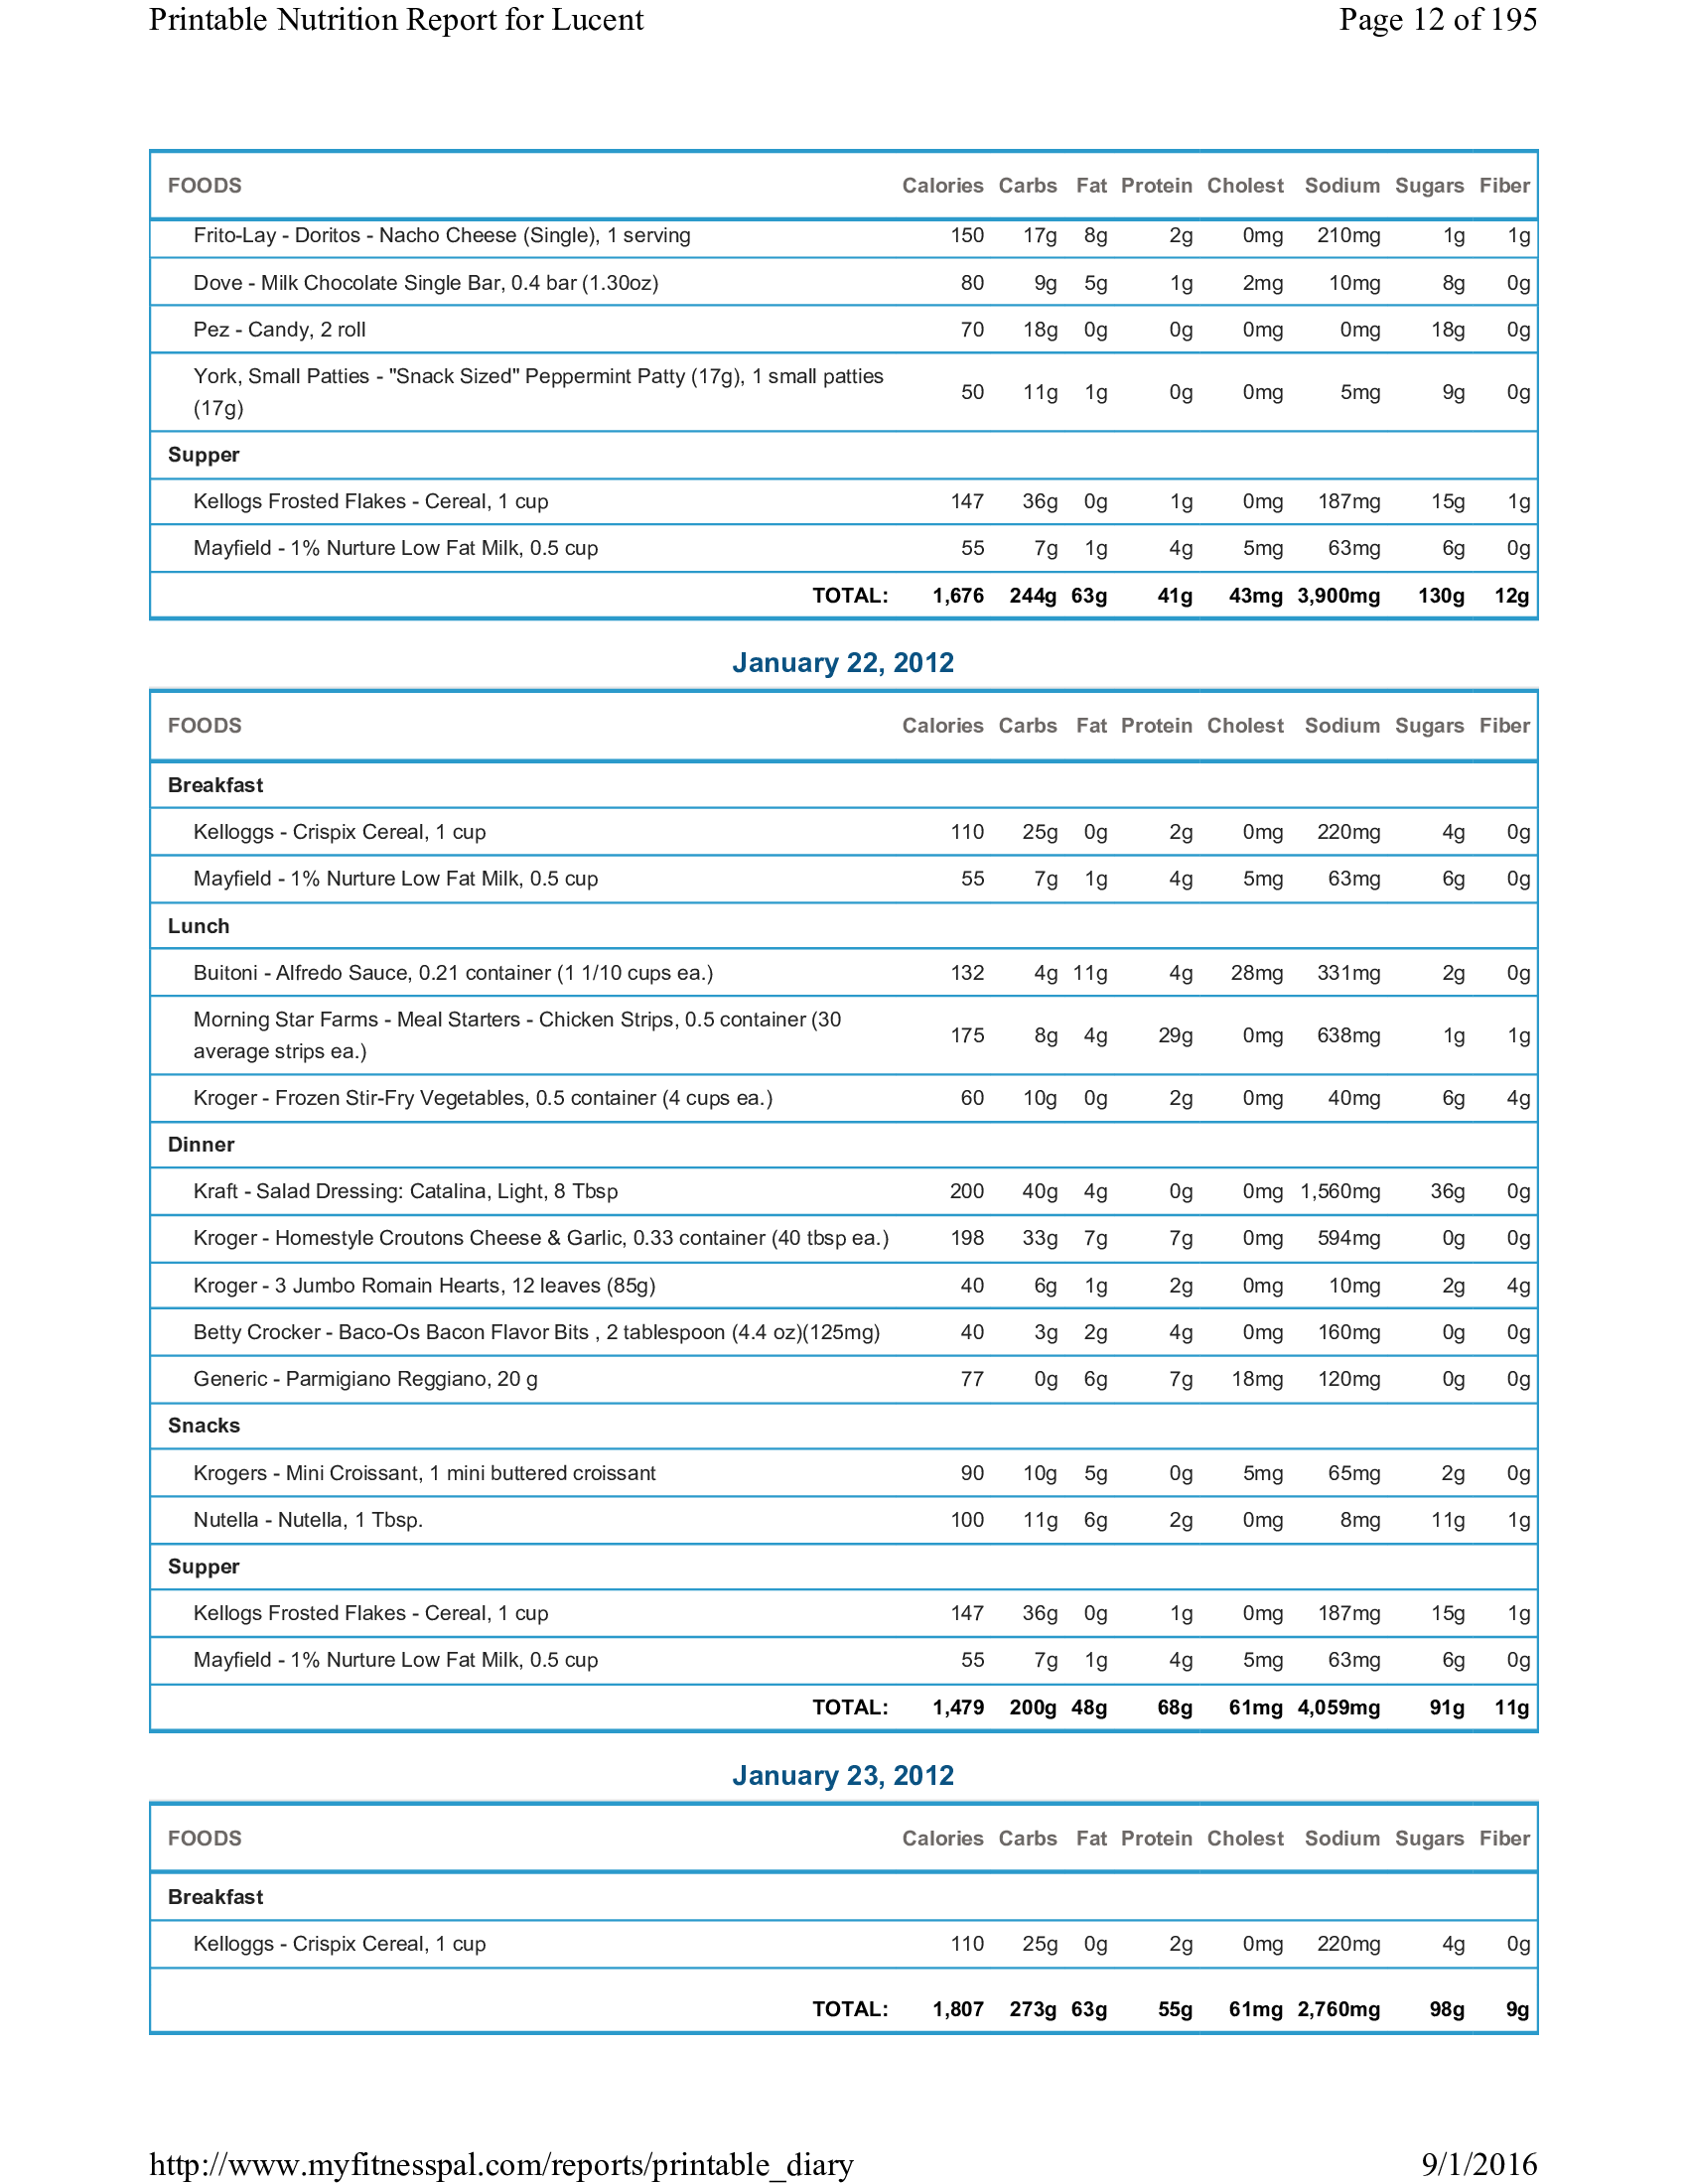 Printable Nutrition Report for Lucent Page 12 of 195
FOODS Calories Carbs Fat Protein Cholest Sodium Sugars Fiber
Frito-Lay - Doritos - Nacho Cheese (Single), 1 serving 150 17g 8g 2g 0mg 210mg 1g 1g
Dove - Milk Chocolate Single Bar, 0.4 bar (1.30oz) 80 9g 5g 1g 2mg 10mg 8g 0g
Pez - Candy, 2 roll 70 18g 0g 0g 0mg 0mg 18g 0g
York, Small Patties - "Snack Sized" Peppermint Patty (17g), 1 small patties
(17g) 50 11g 1g 0g 0mg 5mg 9g 0g
Supper
Kellogs Frosted Flakes - Cereal, 1 cup 147 36g 0g 1g 0mg 187mg 15g 1g
Mayfield - 1% Nurture Low Fat Milk, 0.5 cup 55 7g 1g 4g 5mg 63mg 6g 0g
TOTAL: 1,676 244g 63g 41g 43mg 3,900mg 130g 12g
January 22, 2012
FOODS Calories Carbs Fat Protein Cholest Sodium Sugars Fiber
Breakfast
Kelloggs - Crispix Cereal, 1 cup 110 25g 0g 2g 0mg 220mg 4g 0g
Mayfield - 1% Nurture Low Fat Milk, 0.5 cup 55 7g 1g 4g 5mg 63mg 6g 0g
Lunch
Buitoni - Alfredo Sauce, 0.21 container (1 1/10 cups ea.) 132 4g 11g 4g 28mg 331mg 2g 0g
Morning Star Farms - Meal Starters - Chicken Strips, 0.5 container (30
average strips ea.) 175 8g 4g 29g 0mg 638mg 1g 1g
Kroger - Frozen Stir-Fry Vegetables, 0.5 container (4 cups ea.) 60 10g 0g 2g 0mg 40mg 6g 4g
Dinner
Kraft - Salad Dressing: Catalina, Light, 8 Tbsp 200 40g 4g 0g 0mg 1,560mg 36g 0g
Kroger - Homestyle Croutons Cheese & Garlic, 0.33 container (40 tbsp ea.) 198 33g 7g 7g 0mg 594mg 0g 0g
Kroger - 3 Jumbo Romain Hearts, 12 leaves (85g) 40 6g 1g 2g 0mg 10mg 2g 4g
Betty Crocker - Baco-Os Bacon Flavor Bits , 2 tablespoon (4.4 oz)(125mg) 40 3g 2g 4g 0mg 160mg 0g 0g
Generic - Parmigiano Reggiano, 20 g 77 0g 6g 7g 18mg 120mg 0g 0g
Snacks
Krogers - Mini Croissant, 1 mini buttered croissant 90 10g 5g 0g 5mg 65mg 2g 0g
Nutella - Nutella, 1 Tbsp. 100 11g 6g 2g 0mg 8mg 11g 1g
Supper
Kellogs Frosted Flakes - Cereal, 1 cup 147 36g 0g 1g 0mg 187mg 15g 1g
Mayfield - 1% Nurture Low Fat Milk, 0.5 cup 55 7g 1g 4g 5mg 63mg 6g 0g
TOTAL: 1,479 200g 48g 68g 61mg 4,059mg 91g 11g
January 23, 2012
FOODS Calories Carbs Fat Protein Cholest Sodium Sugars Fiber
Breakfast
Kelloggs - Crispix Cereal, 1 cup 110 25g 0g 2g 0mg 220mg 4g 0g
TOTAL: 1,807 273g 63g 55g 61mg 2,760mg 98g 9g
http://www.myfitnesspal.com/reports/printable_diary 9/1/2016